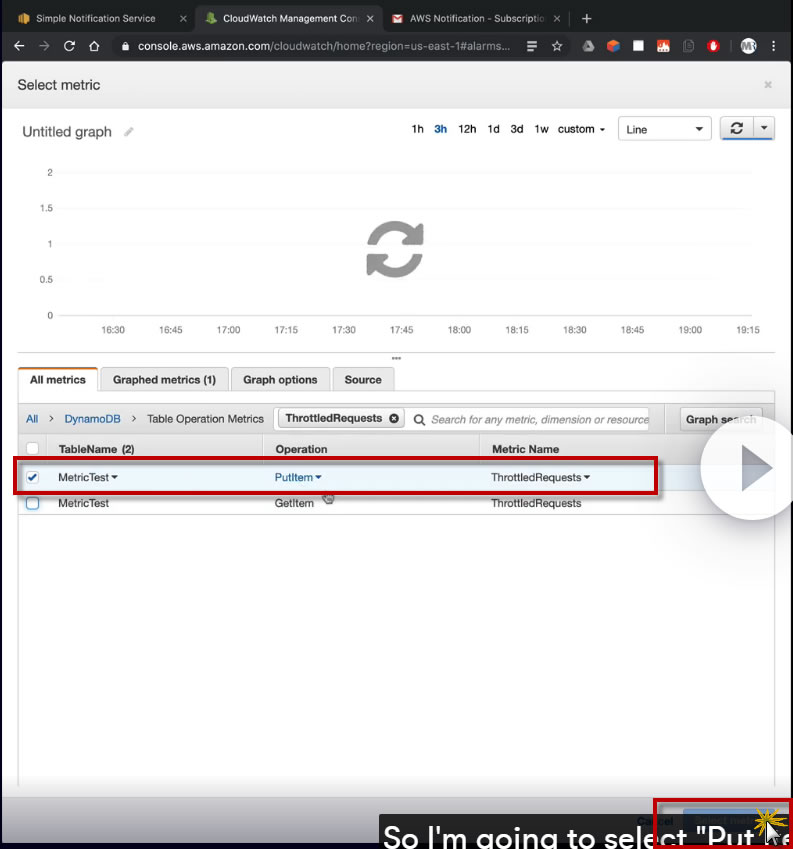 Simple Notification Service
CloudWatch Management Con
AWS Notification - Subscriptio
console.aws.amazon.com/cloudwatch/home?region=us-east-1#alarms...
MR
Select metric
Untitled graph
1h 3h 12h 1d 3d 1w custom
Line
2
1.5
1
0.5
0
16:30 16:45 17:00 17:15 17:30 17:45 18:00 18:15 18:30 18:45 19:00 19:15
All metrics
Graphed metrics (1)
Graph options
Source
All > DynamoDB > Table Operation Metrics
ThrottledRequests
Search for any metric, dimension or resource
Graph search
TableName (2) Operation Metric Name
MetricTest PutItem ThrottledRequests
MetricTest GetItem ThrottledRequests
Cancel
Select metric
So I'm going to select "Put